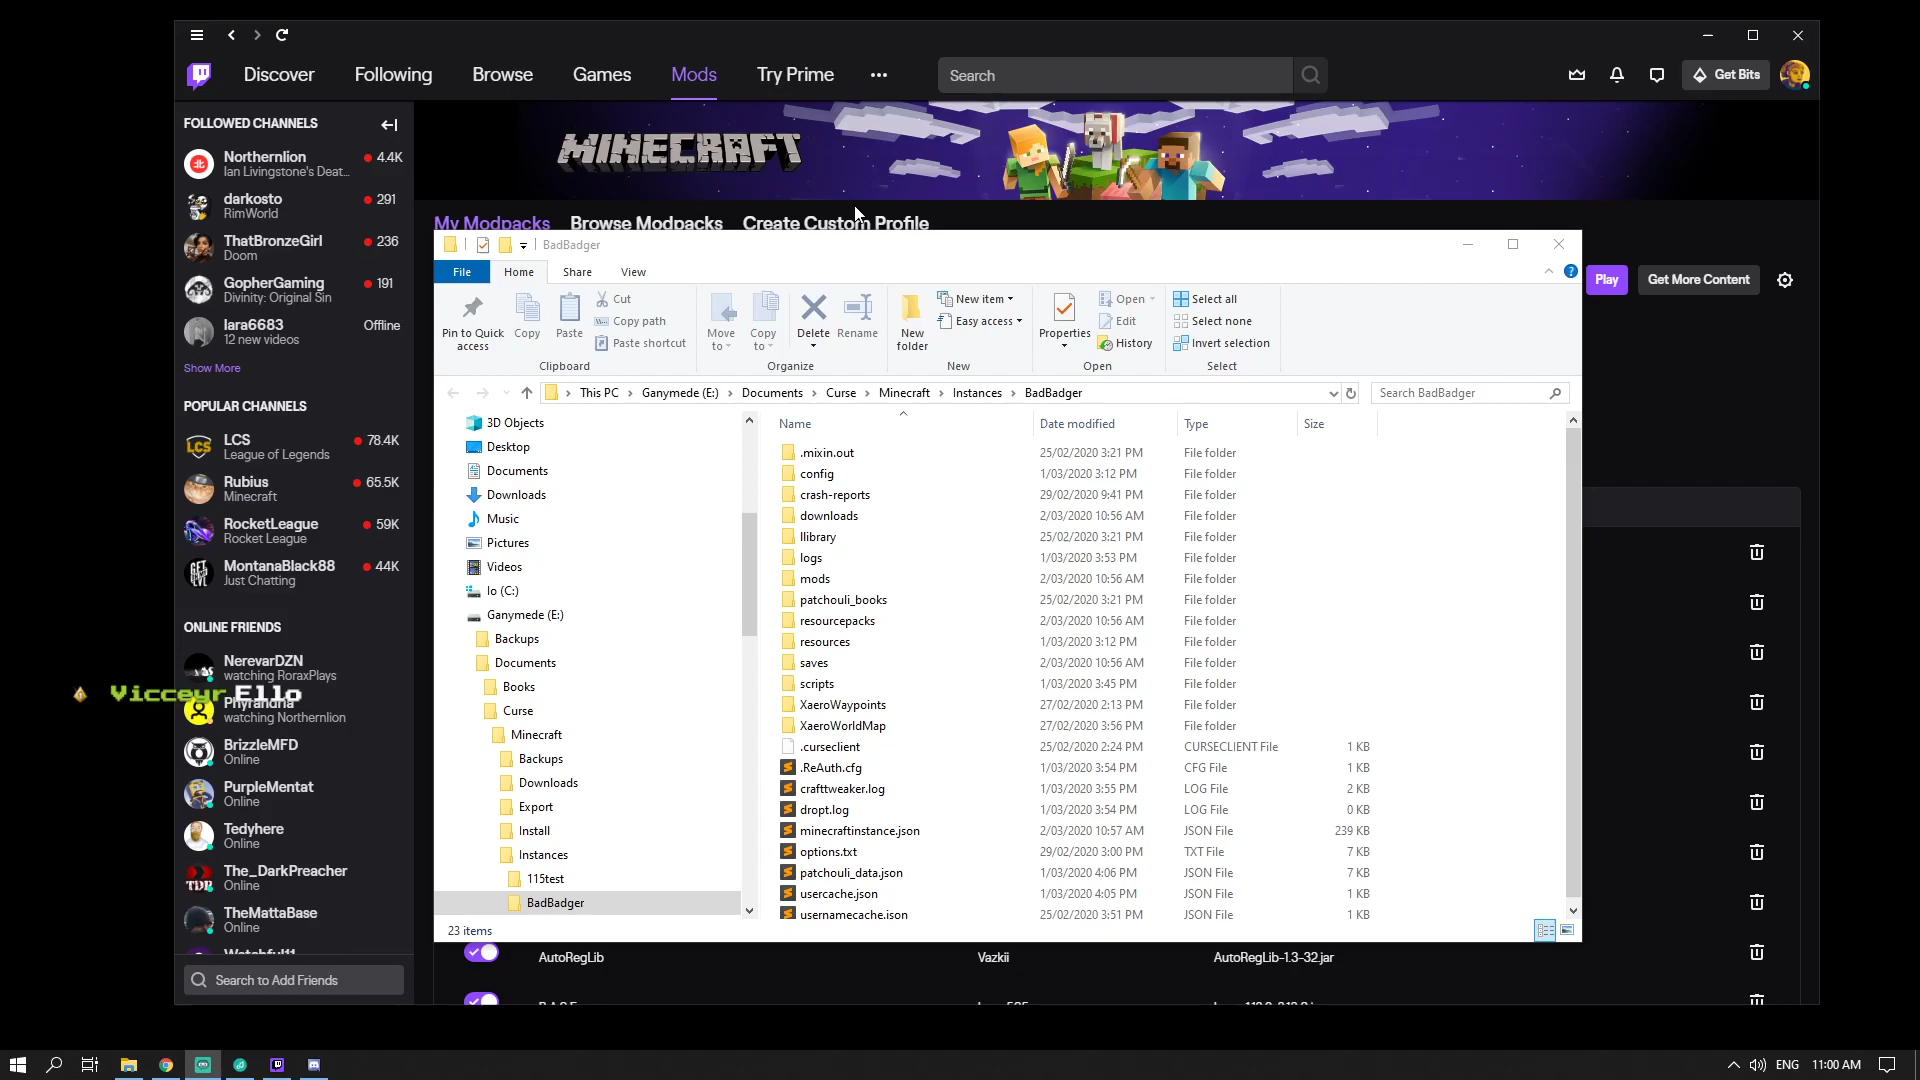 Discover Following Browse Games Mods Try Prime ••• Search Get Bits
FOLLOWED CHANNELS
Northernlion 4.4K
Ian Livingstone's Deat...
darkosto 291
RimWorld
ThatBronzeGirl 236
Doom
GopherGaming 191
Divinity: Original Sin
lara6683 Offline
12 new videos
Show More
POPULAR CHANNELS
LCS 78.4K
League of Legends
Rubius 65.5K
Minecraft
RocketLeague 59K
Rocket League
MontanaBlack88 44K
Just Chatting
ONLINE FRIENDS
NerevarDZN
watching RoraxPlays
Vicceyr Ello
Phyrandha
watching Northernlion
BrizzleMFD
Online
PurpleMentat
Online
Tedyhere
Online
The_DarkPreacher
Online
TheMattaBase
Online
Search to Add Friends
MINECRAFT
My Modpacks Browse Modpacks Create Custom Profile
Play Get More Content
BadBadger
File Home Share View
Pin to Quick access
Copy
Paste
Cut
Copy path
Paste shortcut
Clipboard
Move to
Copy to
Delete
Rename
Organize
New folder
New item
Easy access
New
Properties
Open
Edit
History
Open
Select all
Select none
Invert selection
Select
This PC > Ganymede (E:) > Documents > Curse > Minecraft > Instances > BadBadger
Search BadBadger
3D Objects
Desktop
Documents
Downloads
Music
Pictures
Videos
Io (C:)
Ganymede (E:)
Backups
Documents
Books
Curse
Minecraft
Backups
Downloads
Export
Install
Instances
115test
BadBadger
Name Date modified Type Size
.mixin.out 25/02/2020 3:21 PM File folder
config 1/03/2020 3:12 PM File folder
crash-reports 29/02/2020 9:41 PM File folder
downloads 2/03/2020 10:56 AM File folder
llibrary 25/02/2020 3:21 PM File folder
logs 1/03/2020 3:53 PM File folder
mods 2/03/2020 10:56 AM File folder
patchouli_books 25/02/2020 3:21 PM File folder
resourcepacks 2/03/2020 10:56 AM File folder
resources 1/03/2020 3:12 PM File folder
saves 2/03/2020 10:56 AM File folder
scripts 1/03/2020 3:45 PM File folder
XaeroWaypoints 27/02/2020 2:13 PM File folder
XaeroWorldMap 27/02/2020 3:56 PM File folder
.curseclient 25/02/2020 2:24 PM CURSECLIENT File 1 KB
.ReAuth.cfg 1/03/2020 3:54 PM CFG File 1 KB
crafttweaker.log 1/03/2020 3:55 PM LOG File 2 KB
dropt.log 1/03/2020 3:54 PM LOG File 0 KB
minecraftinstance.json 2/03/2020 10:57 AM JSON File 239 KB
options.txt 29/02/2020 3:00 PM TXT File 7 KB
patchouli_data.json 1/03/2020 4:06 PM JSON File 7 KB
usercache.json 1/03/2020 4:05 PM JSON File 1 KB
usernamecache.json 25/02/2020 3:51 PM JSON File 1 KB
23 items
AutoRegLib Vazkii AutoRegLib-1.3-32.jar
ENG 11:00 AM